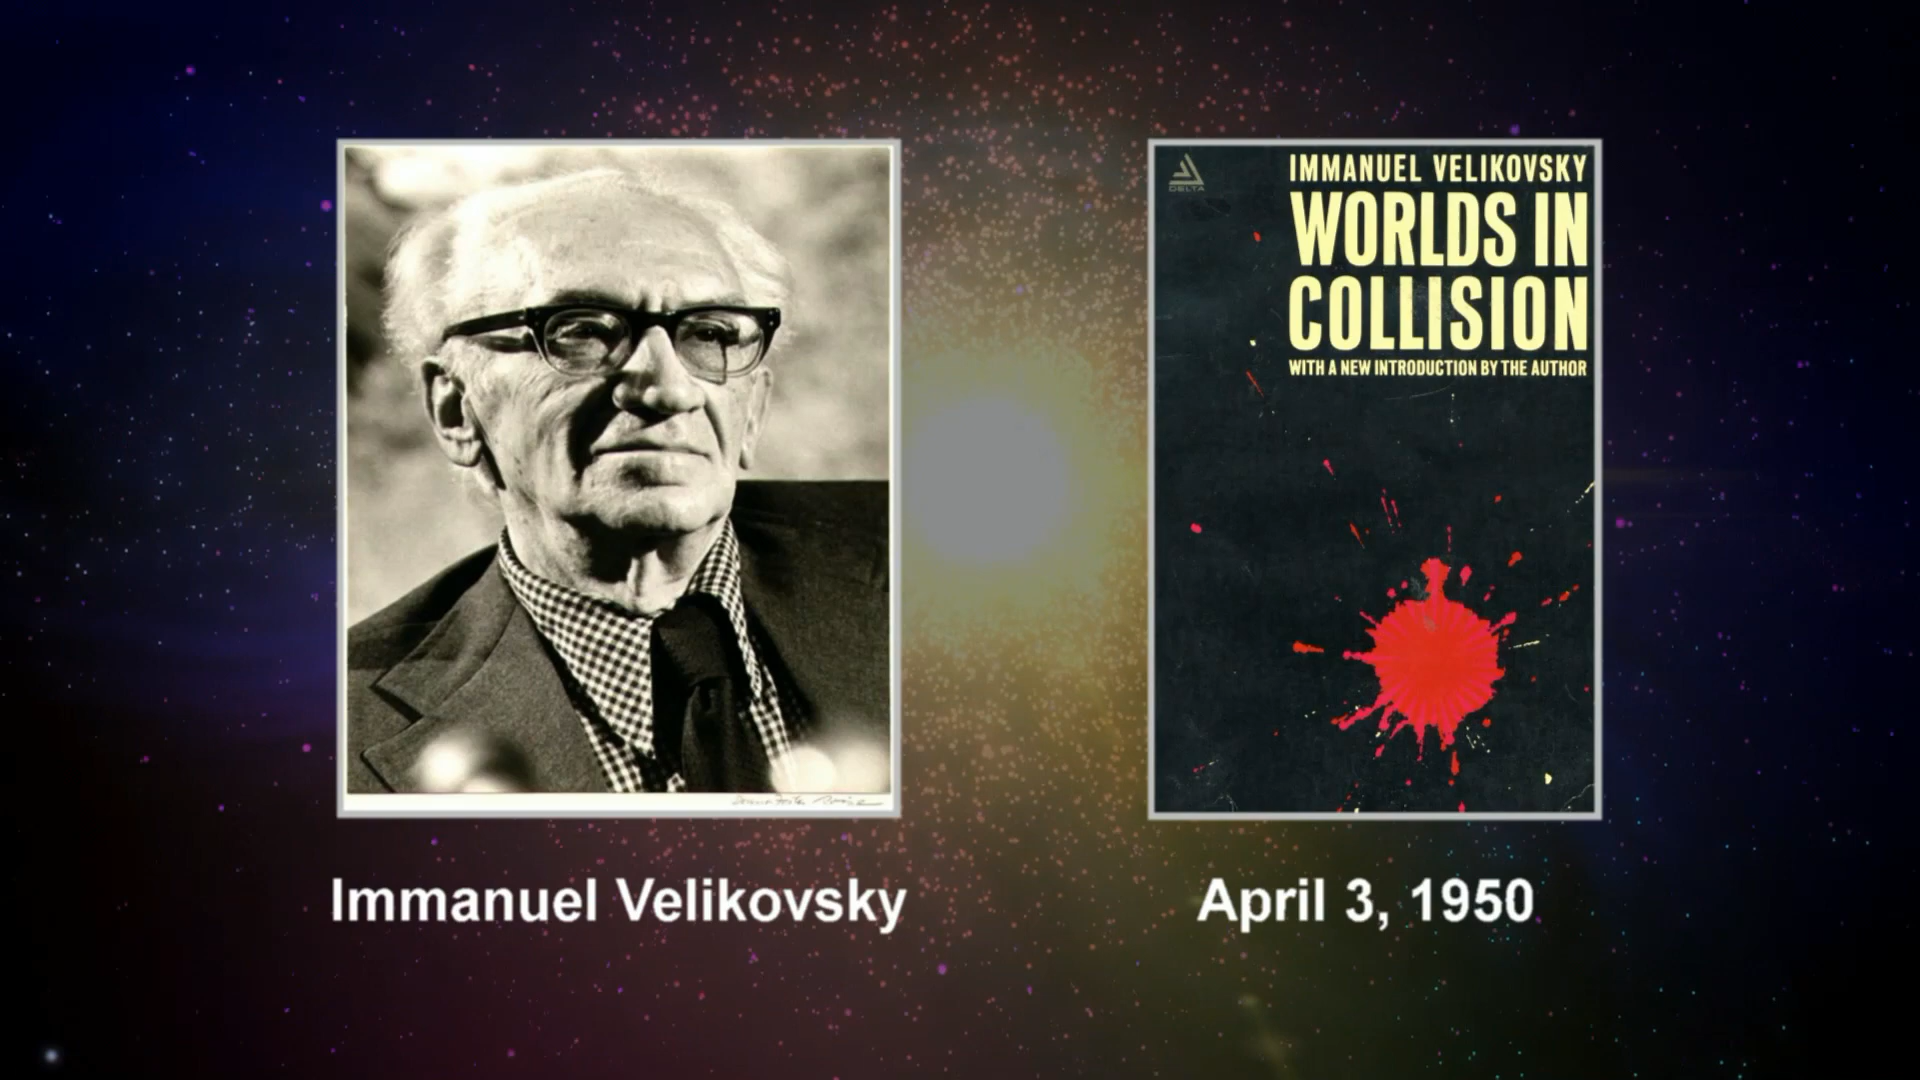 DELTA
IMMANUEL VELIKOVSKY
WORLDS IN
COLLISION
WITH A NEW INTRODUCTION BY THE AUTHOR
Immanuel Velikovsky
April 3, 1950